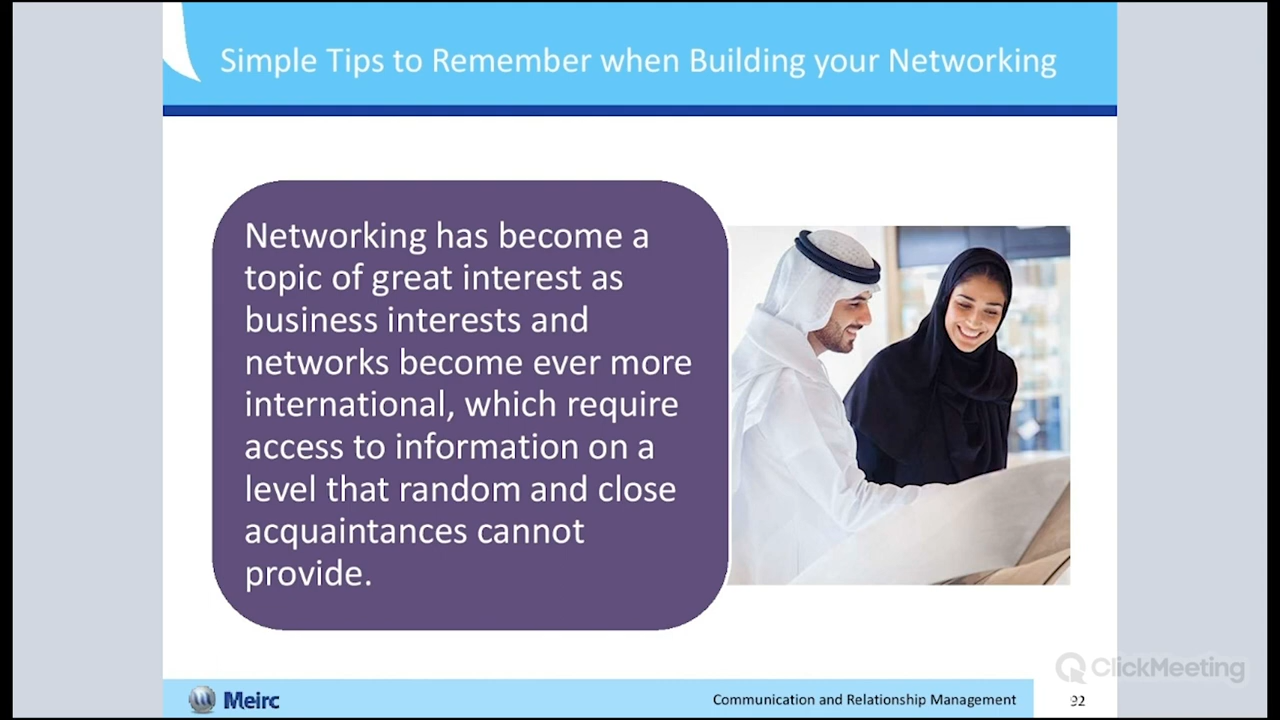 Simple Tips to Remember when Building your Networking
Networking has become a
topic of great interest as
business interests and
networks become ever more
international, which require
access to information on a
level that random and close
acquaintances cannot
provide.
ClickMeeting
Meirc
Communication and Relationship Management
92